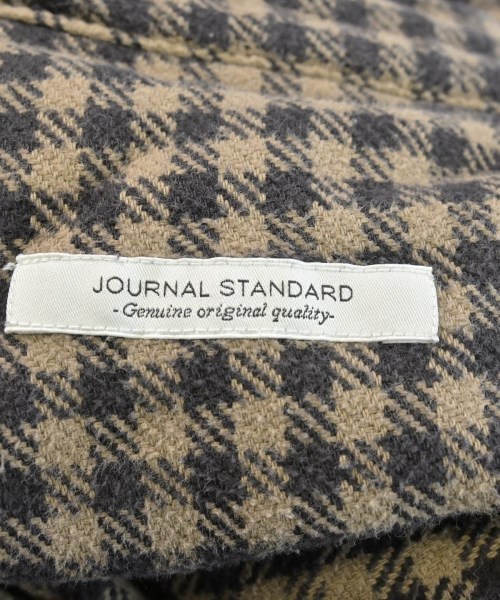 JOURNAL STANDARD
-Genuine original quality-